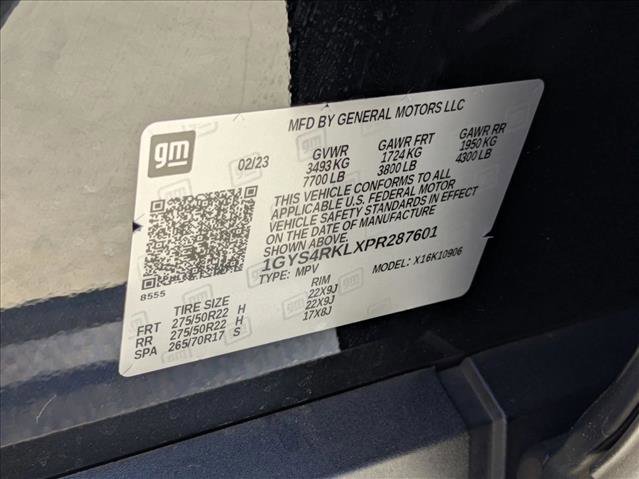 MFD BY GENERAL MOTORS LLC
gm
02/23 GVWR GAWR FRT GAWR RR
3493 KG 1724 KG 1950 KG
7700 LB 3800 LB 4300 LB
THIS VEHICLE CONFORMS TO ALL
APPLICABLE U.S. FEDERAL MOTOR
VEHICLE SAFETY STANDARDS IN EFFECT
ON THE DATE OF MANUFACTURE
SHOWN ABOVE.
1GYS4RKLXPR287601
TYPE: MPV MODEL: X16K10906
8555
TIRE SIZE RIM
FRT 275/50R22 H 22X9J
RR 275/50R22 H 22X9J
SPA 265/70R17 S 17X8J